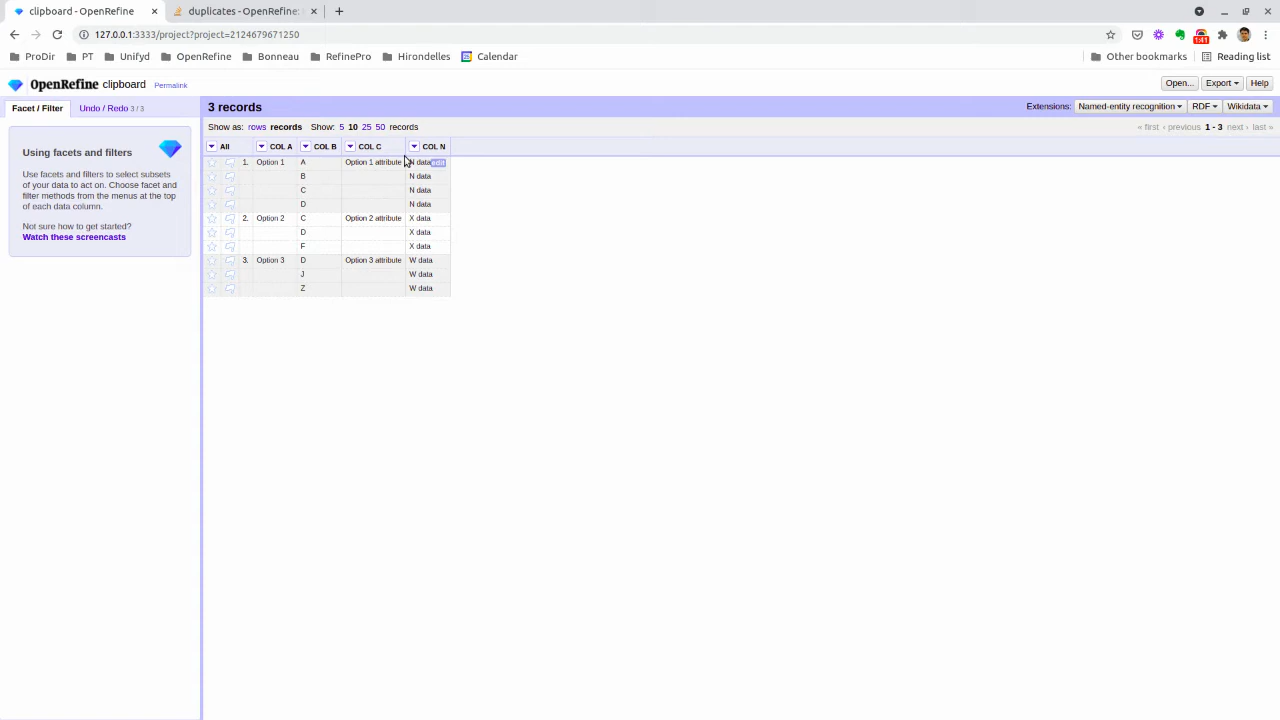 clipboard - OpenRefine
duplicates - OpenRefine:
127.0.0.1:3333/project?project=2124679671250
1:41
ProDir PT Unifyd OpenRefine Bonneau RefinePro Hirondelles Calendar Other bookmarks Reading list
OpenRefine clipboard Permalink Open... Export Help
Facet / Filter Undo / Redo 3 / 3
3 records
Extensions: Named-entity recognition RDF Wikidata
Show as: rows records Show: 5 10 25 50 records
« first ‹ previous 1 - 3 next › last »
Using facets and filters
Use facets and filters to select subsets
of your data to act on. Choose facet and
filter methods from the menus at the top
of each data column.
Not sure how to get started?
Watch these screencasts
All COL A COL B COL C COL N
1. Option 1 A Option 1 attribute N data edit
B N data
C N data
D N data
2. Option 2 C Option 2 attribute X data
D X data
F X data
3. Option 3 D Option 3 attribute W data
J W data
Z W data